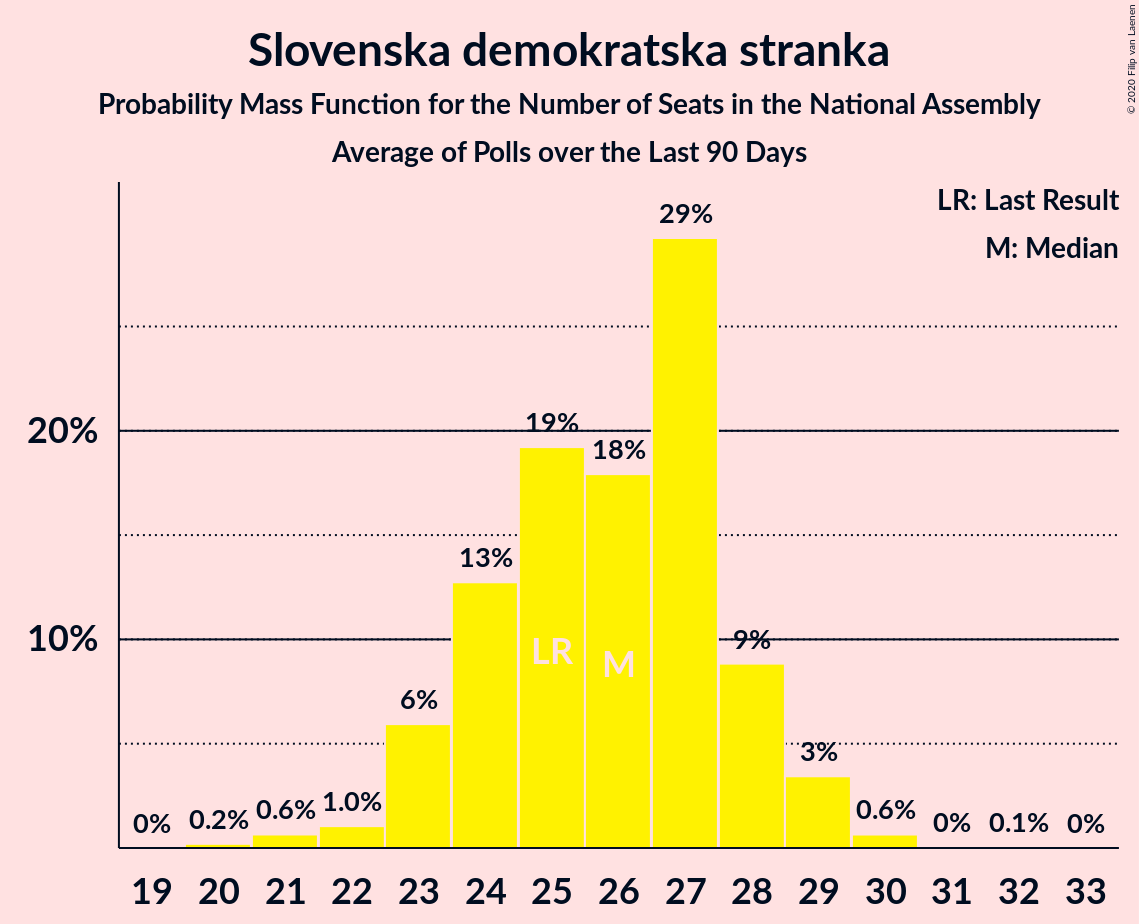 Slovenska demokratska stranka
Probability Mass Function for the Number of Seats in the National Assembly
Average of Polls over the Last 90 Days
© 2020 Filip van Laenen
LR: Last Result
M: Median
20%
10%
0%
0.2%
0.6%
1.0%
6%
13%
19%
18%
29%
9%
3%
0.6%
0%
0.1%
0%
LR
M
19 20 21 22 23 24 25 26 27 28 29 30 31 32 33